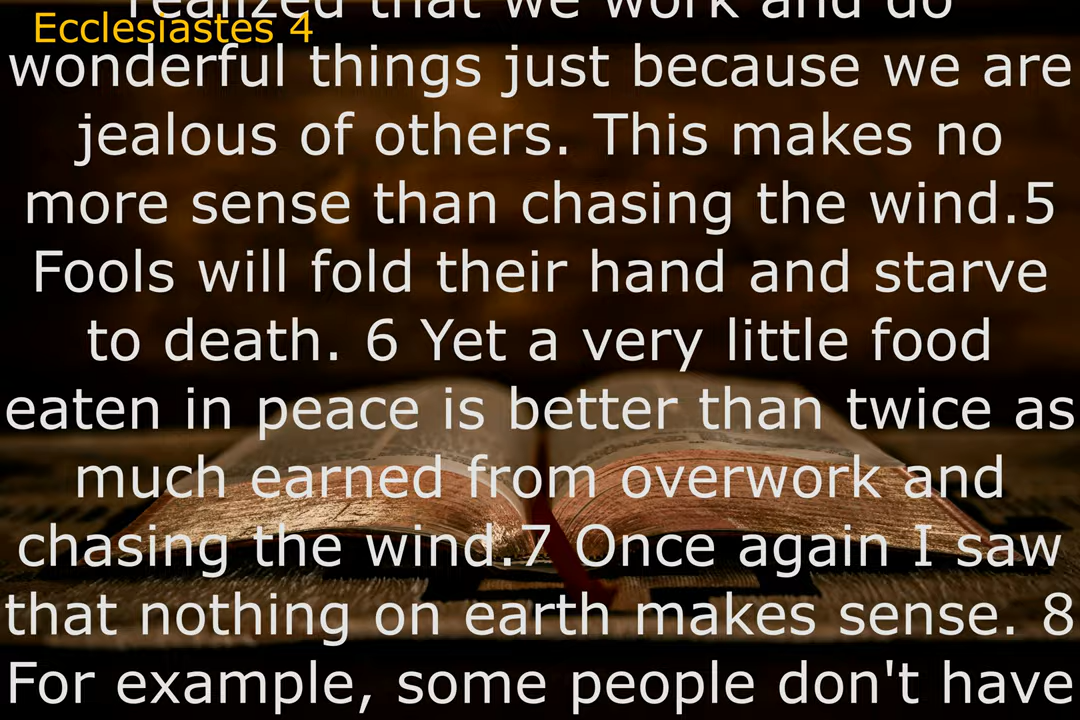 realized that we work and do
Ecclesiastes 4
wonderful things just because we are
jealous of others. This makes no
more sense than chasing the wind.5
Fools will fold their hand and starve
to death. 6 Yet a very little food
eaten in peace is better than twice as
much earned from overwork and
chasing the wind.7 Once again I saw
that nothing on earth makes sense. 8
For example, some people don't have